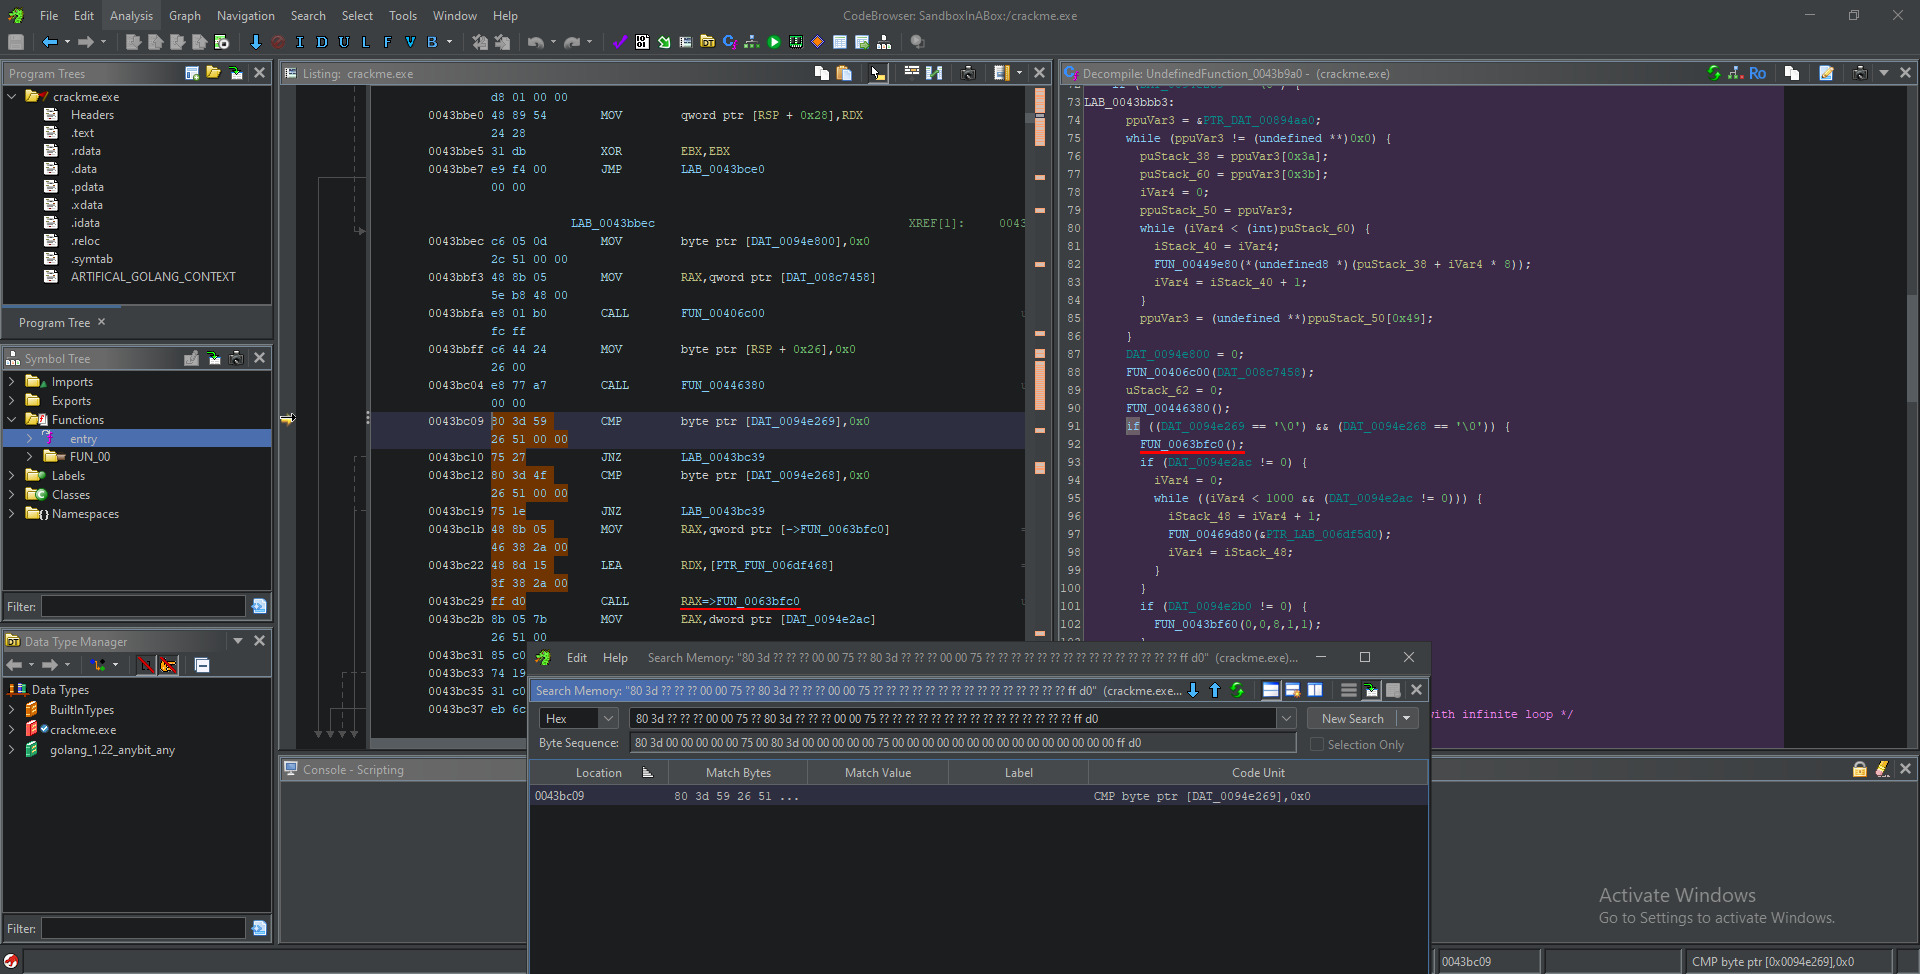 File Edit Analysis Graph Navigation Search Select Tools Window Help
CodeBrowser: SandboxInABox:/crackme.exe
I D U L F V B
Program Trees
crackme.exe
Headers
.text
.rdata
.data
.pdata
.xdata
.idata
.reloc
.symtab
ARTIFICAL_GOLANG_CONTEXT
Program Tree
Symbol Tree
Imports
Exports
Functions
entry
FUN_00
Labels
Classes
Namespaces
Filter:
Data Type Manager
Data Types
BuiltInTypes
crackme.exe
golang_1.22_anybit_any
Filter:
Listing: crackme.exe
d8 01 00 00
0043bbe0 48 89 54 MOV qword ptr [RSP + 0x28],RDX
24 28
0043bbe5 31 db XOR EBX,EBX
0043bbe7 e9 f4 00 JMP LAB_0043bce0
00 00
LAB_0043bbec XREF[1]: 0043
0043bbec c6 05 0d MOV byte ptr [DAT_0094e800],0x0
2c 51 00 00
0043bbf3 48 8b 05 MOV RAX,qword ptr [DAT_008c7458]
5e b8 48 00
0043bbfa e8 01 b0 CALL FUN_00406c00
fc ff
0043bbff c6 44 24 MOV byte ptr [RSP + 0x26],0x0
26 00
0043bc04 e8 77 a7 CALL FUN_00446380
00 00
0043bc09 80 3d 59 CMP byte ptr [DAT_0094e269],0x0
26 51 00 00
0043bc10 75 27 JNZ LAB_0043bc39
0043bc12 80 3d 4f CMP byte ptr [DAT_0094e268],0x0
26 51 00 00
0043bc19 75 1e JNZ LAB_0043bc39
0043bc1b 48 8b 05 MOV RAX,qword ptr [->FUN_0063bfc0]
46 38 2a 00
0043bc22 48 8d 15 LEA RDX,[PTR_FUN_006df468]
3f 38 2a 00
0043bc29 ff d0 CALL RAX=>FUN_0063bfc0
0043bc2b 8b 05 7b MOV EAX,dword ptr [DAT_0094e2ac]
26 51 00
0043bc31 85 c0
0043bc33 74 19
0043bc35 31 c0
0043bc37 eb 6c
Decompile: UndefinedFunction_0043b9a0 - (crackme.exe)
Ro
73 LAB_0043bbb3:
74 ppuVar3 = &PTR_DAT_00894aa0;
75 while (ppuVar3 != (undefined **)0x0) {
76 puStack_38 = ppuVar3[0x3a];
77 puStack_60 = ppuVar3[0x3b];
78 iVar4 = 0;
79 ppuStack_50 = ppuVar3;
80 while (iVar4 < (int)puStack_60) {
81 iStack_40 = iVar4;
82 FUN_00449e80(*(undefined8 *)(puStack_38 + iVar4 * 8));
83 iVar4 = iStack_40 + 1;
84 }
85 ppuVar3 = (undefined **)ppuStack_50[0x49];
86 }
87 DAT_0094e800 = 0;
88 FUN_00406c00(DAT_008c7458);
89 uStack_62 = 0;
90 FUN_00446380();
91 if ((DAT_0094e269 == '\0') && (DAT_0094e268 == '\0')) {
92 FUN_0063bfc0();
93 if (DAT_0094e2ac != 0) {
94 iVar4 = 0;
95 while ((iVar4 < 1000 && (DAT_0094e2ac != 0))) {
96 iStack_48 = iVar4 + 1;
97 FUN_00469d80(&PTR_LAB_006df5d0);
98 iVar4 = iStack_48;
99 }
100 }
101 if (DAT_0094e2b0 != 0) {
102 FUN_0043bf60(0,0,8,1,1);
with infinite loop */
Console - Scripting
Edit Help Search Memory: "80 3d ?? ?? ?? 00 00 75 ?? 80 3d ?? ?? ?? 00 00 75 ?? ?? ?? ?? ?? ?? ?? ?? ?? ?? ?? ?? ?? ?? ff d0" (crackme.exe)...
Search Memory: "80 3d ?? ?? ?? 00 00 75 ?? 80 3d ?? ?? ?? 00 00 75 ?? ?? ?? ?? ?? ?? ?? ?? ?? ?? ?? ?? ?? ?? ff d0" (crackme.exe...
Hex 80 3d ?? ?? ?? 00 00 75 ?? 80 3d ?? ?? ?? 00 00 75 ?? ?? ?? ?? ?? ?? ?? ?? ?? ?? ?? ?? ?? ?? ff d0 New Search
Byte Sequence: 80 3d 00 00 00 00 00 75 00 80 3d 00 00 00 00 00 75 00 00 00 00 00 00 00 00 00 00 00 00 00 00 ff d0 Selection Only
Location Match Bytes Match Value Label Code Unit
0043bc09 80 3d 59 26 51 ... CMP byte ptr [DAT_0094e269],0x0
Activate Windows
Go to Settings to activate Windows.
0043bc09 CMP byte ptr [0x0094e269],0x0